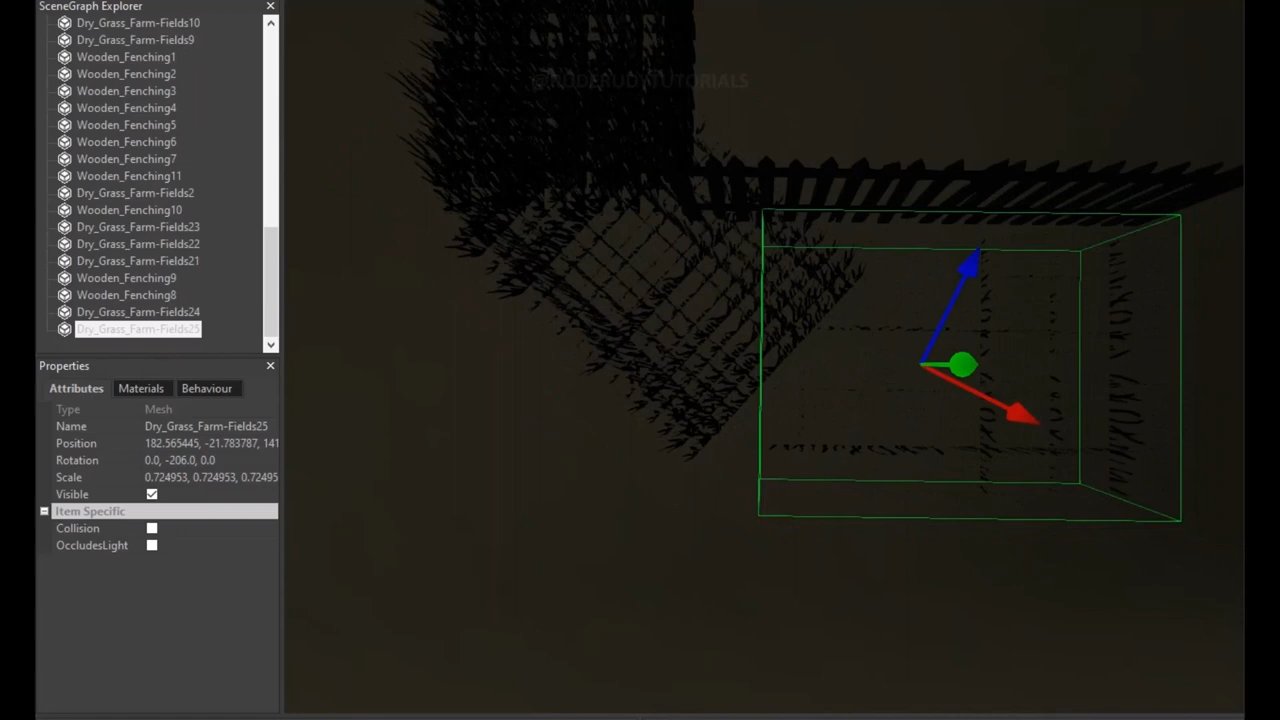 SceneGraph Explorer
Dry_Grass_Farm-Fields10
Dry_Grass_Farm-Fields9
Wooden_Fenching1
Wooden_Fenching2
Wooden_Fenching3
Wooden_Fenching4
Wooden_Fenching5
Wooden_Fenching6
Wooden_Fenching7
Wooden_Fenching11
Dry_Grass_Farm-Fields2
Wooden_Fenching10
Dry_Grass_Farm-Fields23
Dry_Grass_Farm-Fields22
Dry_Grass_Farm-Fields21
Wooden_Fenching9
Wooden_Fenching8
Dry_Grass_Farm-Fields24
Dry_Grass_Farm-Fields25
Properties
Attributes Materials Behaviour
Type Mesh
Name Dry_Grass_Farm-Fields25
Position 182.565445, -21.783787, 141
Rotation 0.0, -206.0, 0.0
Scale 0.724953, 0.724953, 0.72495
Visible
Item Specific
Collision
OccludesLight
@RUDERUDYTUTORIALS